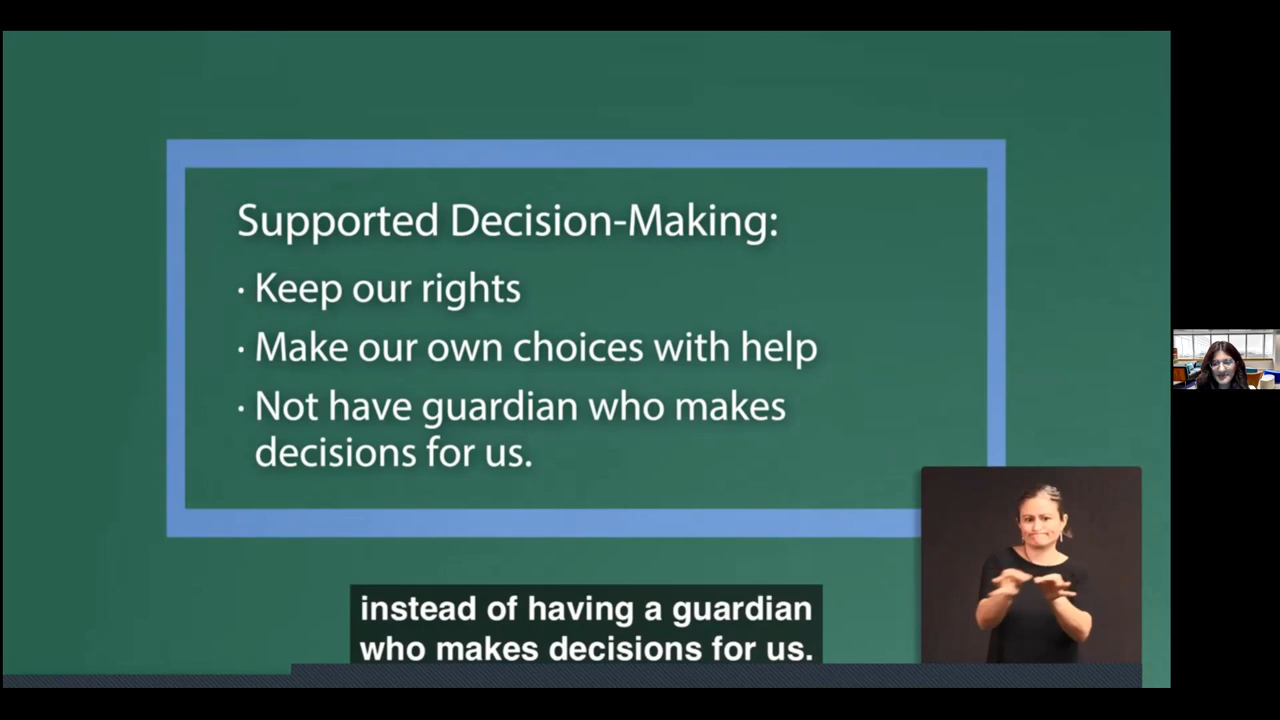 Supported Decision-Making:
· Keep our rights
· Make our own choices with help
· Not have guardian who makes
decisions for us.
instead of having a guardian
who makes decisions for us.